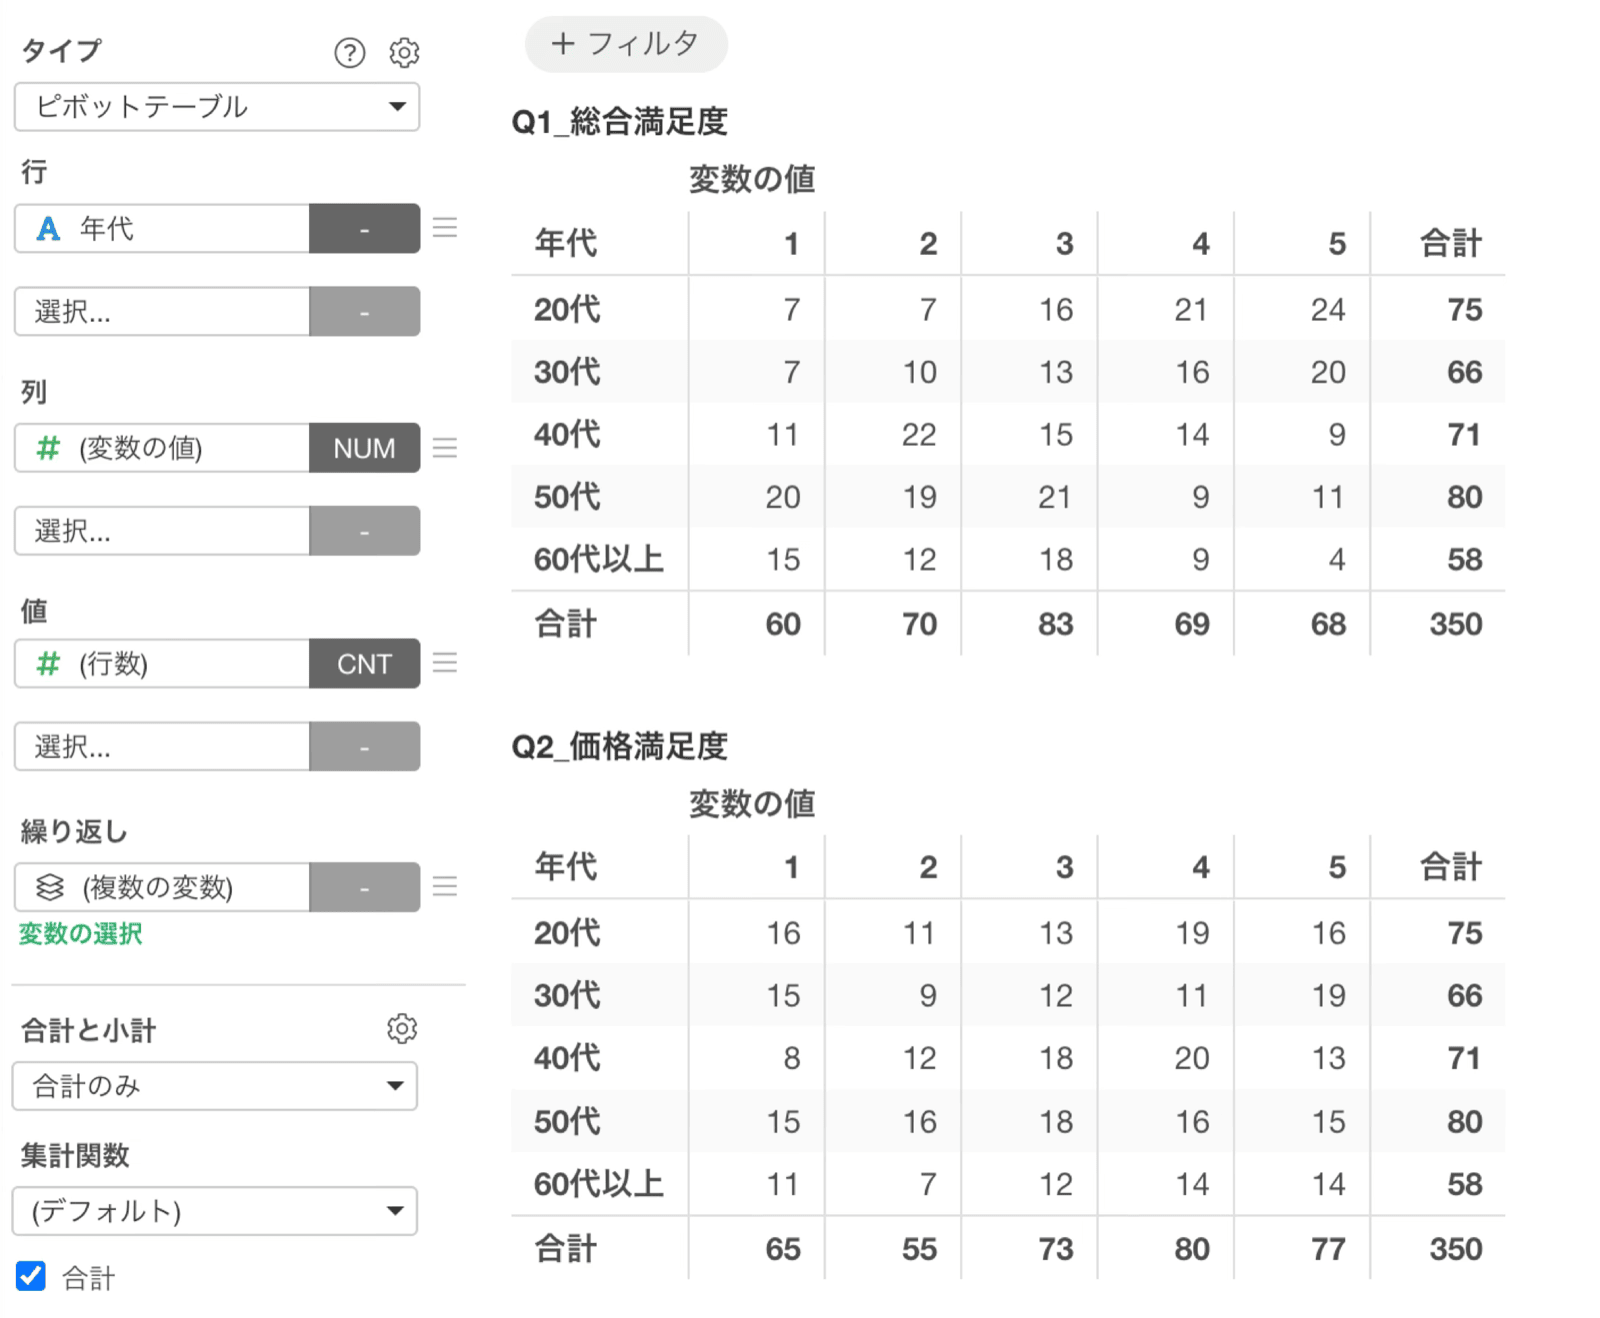 タイプ
ピボットテーブル
行
年代 -
選択... -
列
(変数の値) NUM
選択... -
値
(行数) CNT
選択... -
繰り返し
(複数の変数) -
変数の選択
合計と小計
合計のみ
集計関数
(デフォルト)
合計
+ フィルタ
Q1_総合満足度
変数の値
年代 1 2 3 4 5 合計
20代 7 7 16 21 24 75
30代 7 10 13 16 20 66
40代 11 22 15 14 9 71
50代 20 19 21 9 11 80
60代以上 15 12 18 9 4 58
合計 60 70 83 69 68 350
Q2_価格満足度
変数の値
年代 1 2 3 4 5 合計
20代 16 11 13 19 16 75
30代 15 9 12 11 19 66
40代 8 12 18 20 13 71
50代 15 16 18 16 15 80
60代以上 11 7 12 14 14 58
合計 65 55 73 80 77 350